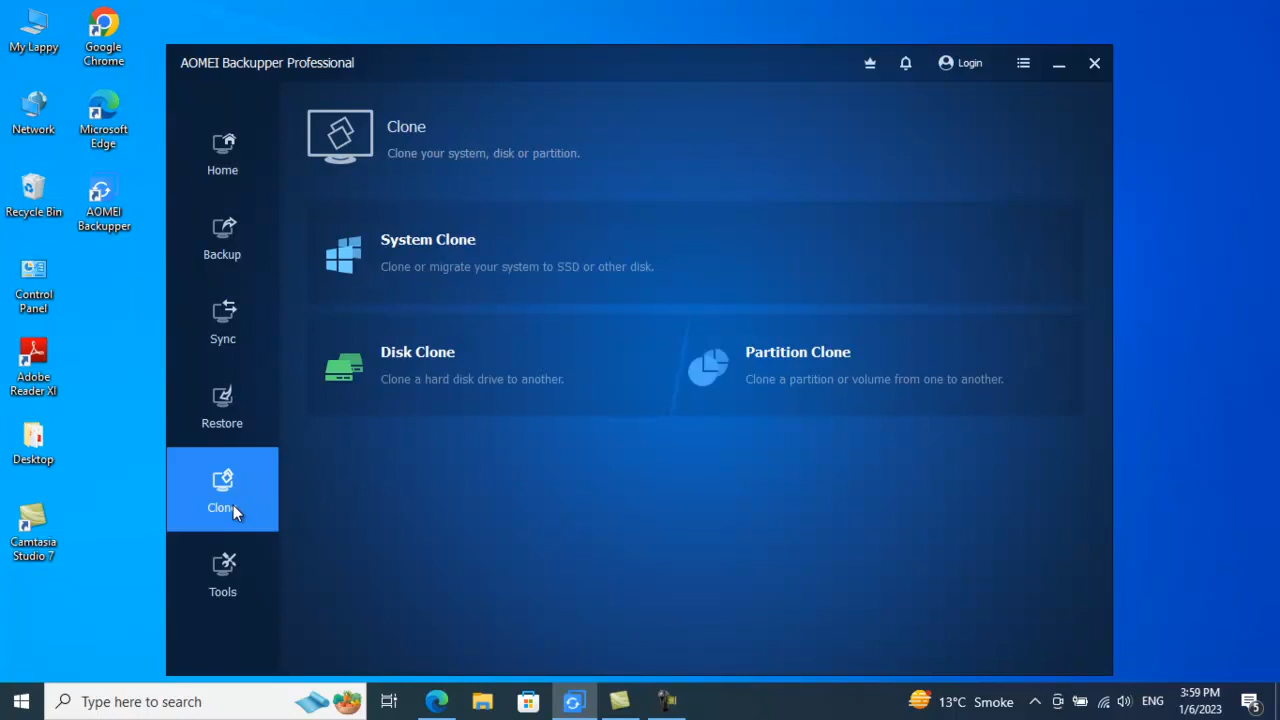 My Lappy
Google
Chrome
Network
Microsoft
Edge
Recycle Bin
AOMEI
Backupper
Control
Panel
Adobe
Reader XI
Desktop
Camtasia
Studio 7
AOMEI Backupper Professional
Login
Home
Backup
Sync
Restore
Clone
Tools
Clone
Clone your system, disk or partition.
System Clone
Clone or migrate your system to SSD or other disk.
Disk Clone
Clone a hard disk drive to another.
Partition Clone
Clone a partition or volume from one to another.
Type here to search
13°C Smoke
ENG
3:59 PM
1/6/2023
5